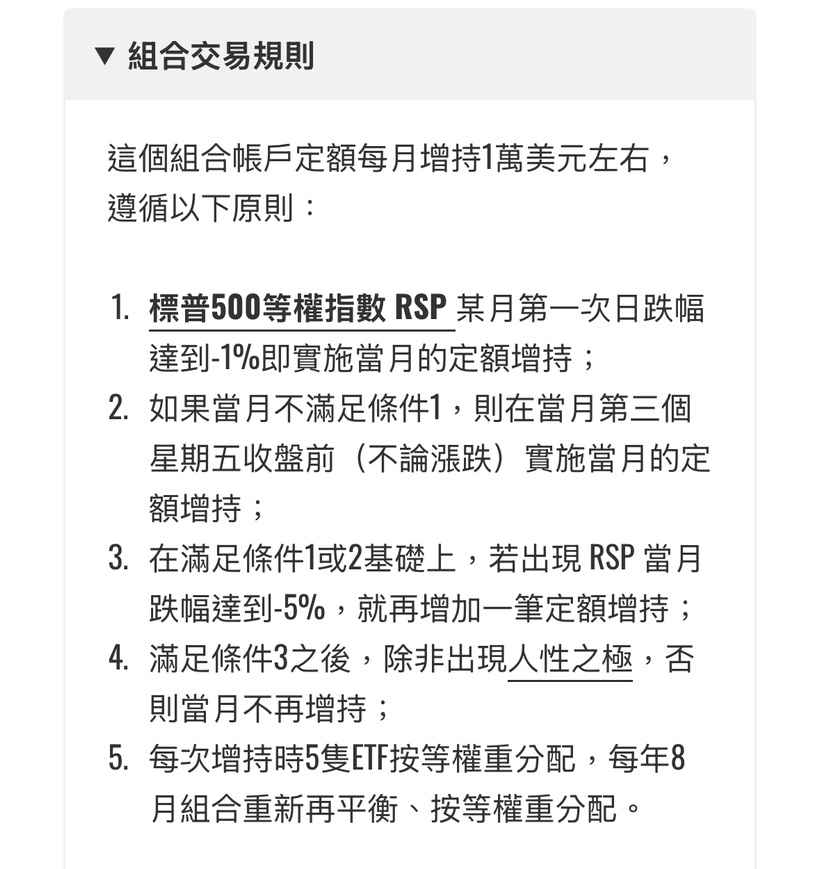 ▼ 組合交易規則
這個組合帳戶定額每月增持1萬美元左右，
遵循以下原則：
1. 標普500等權指數 RSP 某月第一次日跌幅
達到-1%即實施當月的定額增持；
2. 如果當月不滿足條件1，則在當月第三個
星期五收盤前（不論漲跌）實施當月的定
額增持；
3. 在滿足條件1或2基礎上，若出現 RSP 當月
跌幅達到-5%，就再增加一筆定額增持；
4. 滿足條件3之後，除非出現人性之極，否
則當月不再增持；
5. 每次增持時5隻ETF按等權重分配，每年8
月組合重新再平衡、按等權重分配。